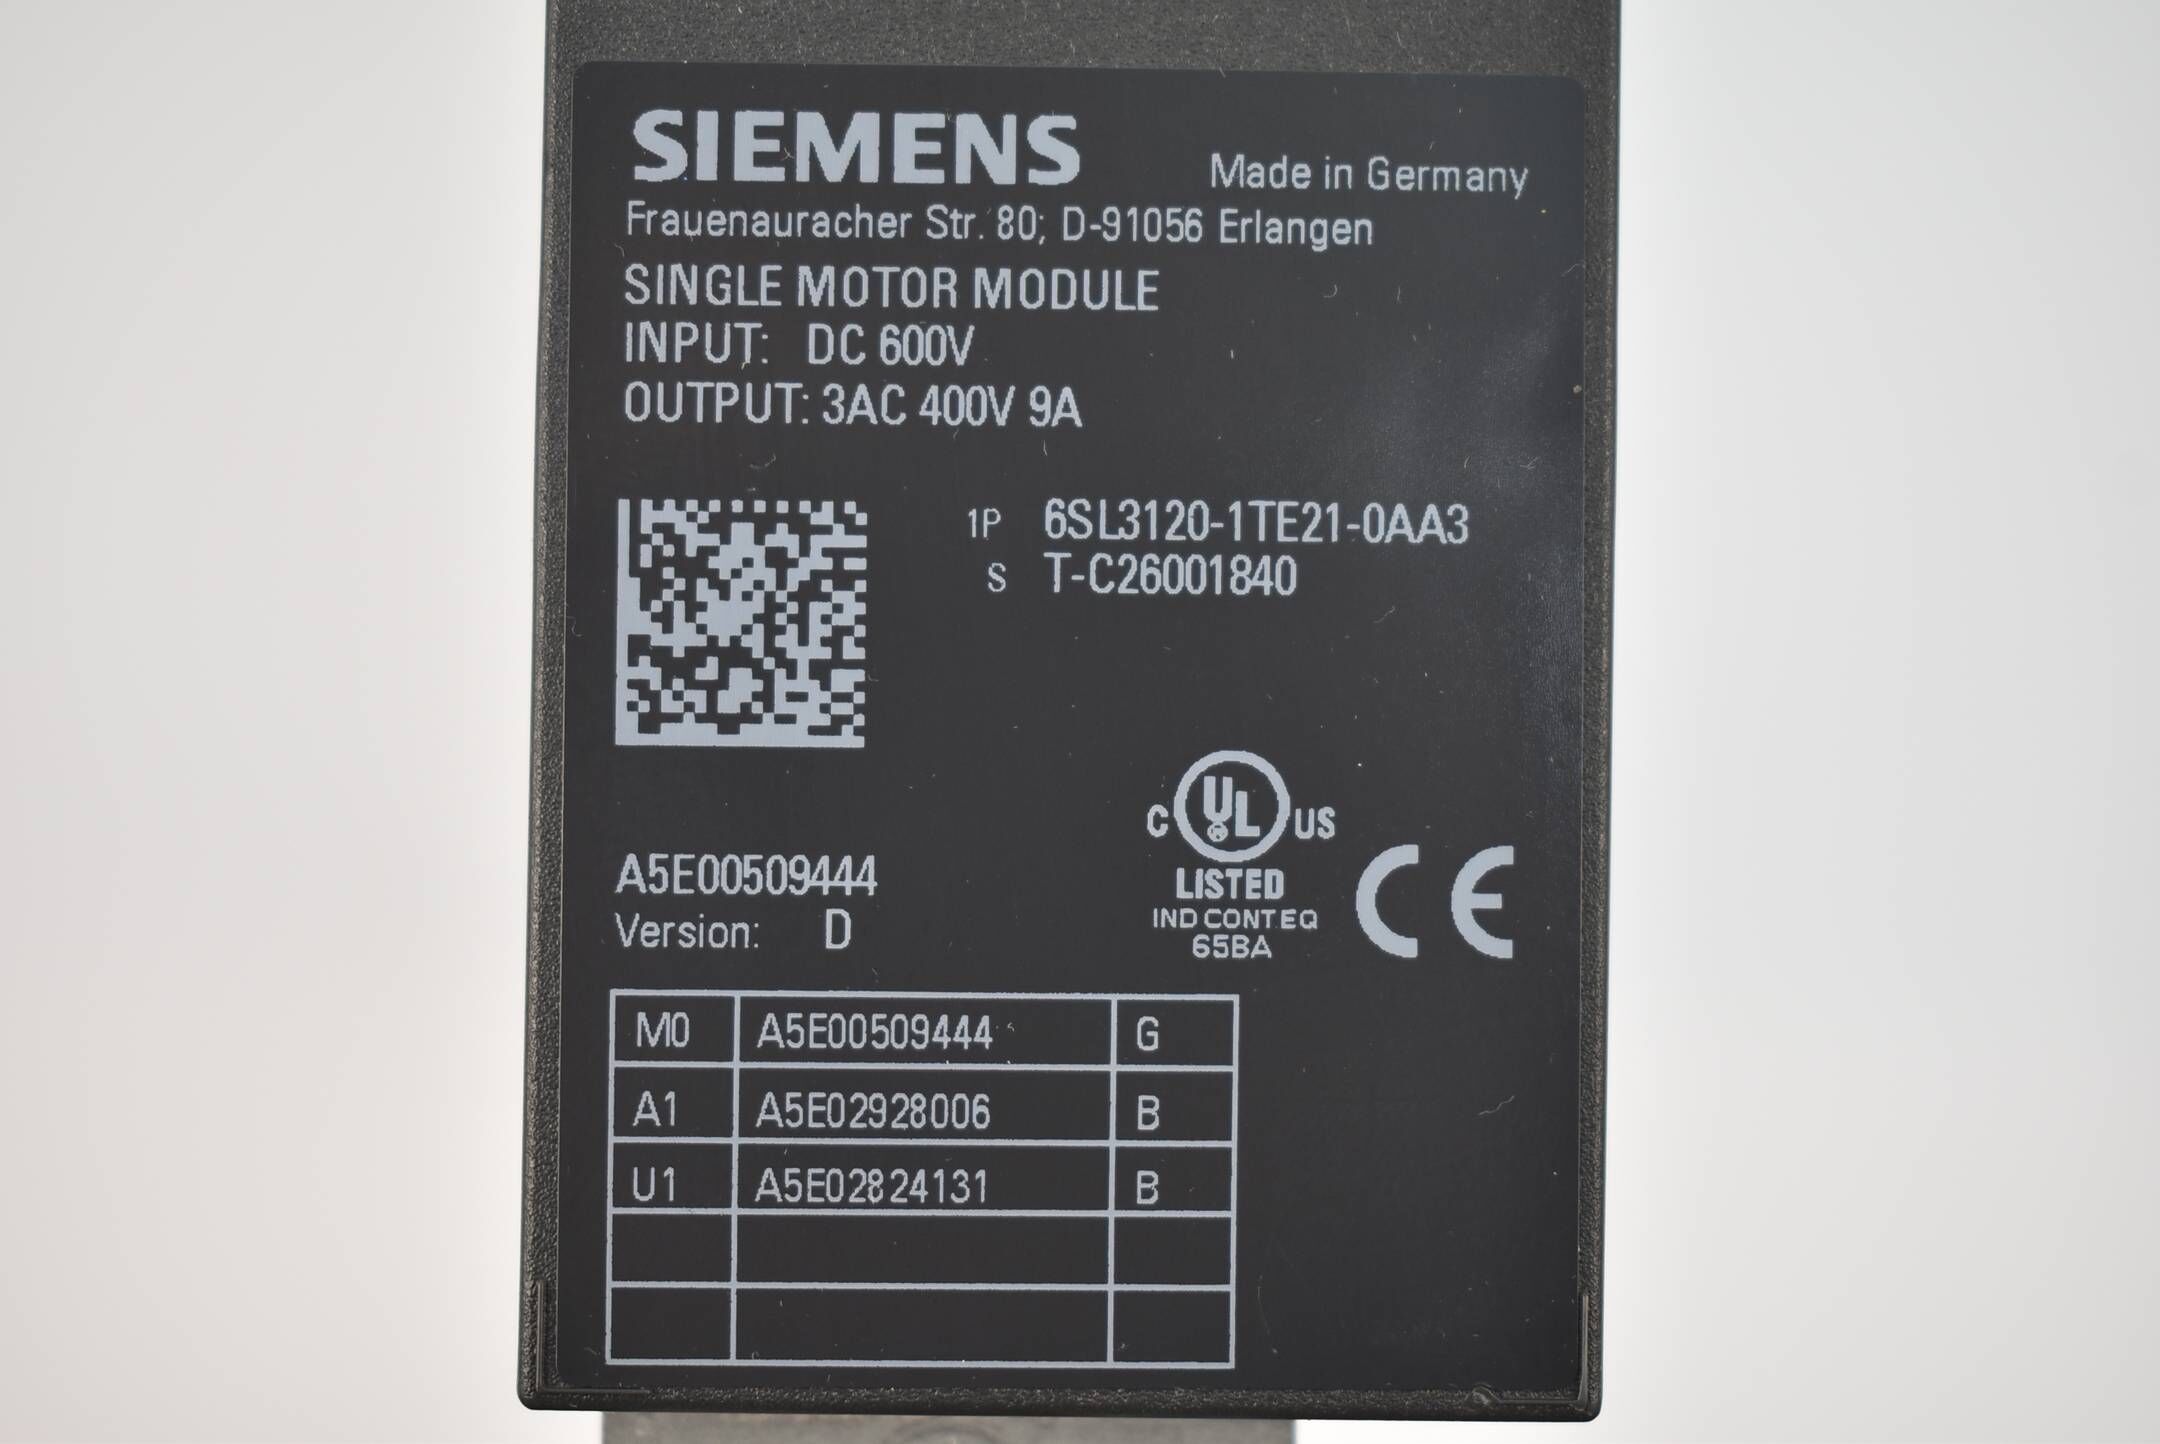 SIEMENS
Made in Germany
Frauenauracher Str. 80; D-91056 Erlangen
SINGLE MOTOR MODULE
INPUT: DC 600V
OUTPUT: 3AC 400V 9A
1P 6SL3120-1TE21-0AA3
S T-C26001840
C UL® US
LISTED
IND CONT.EQ
65BA
CE
A5E00509444
Version: D
M0 A5E00509444 G
A1 A5E02928006 B
U1 A5E02824131 B